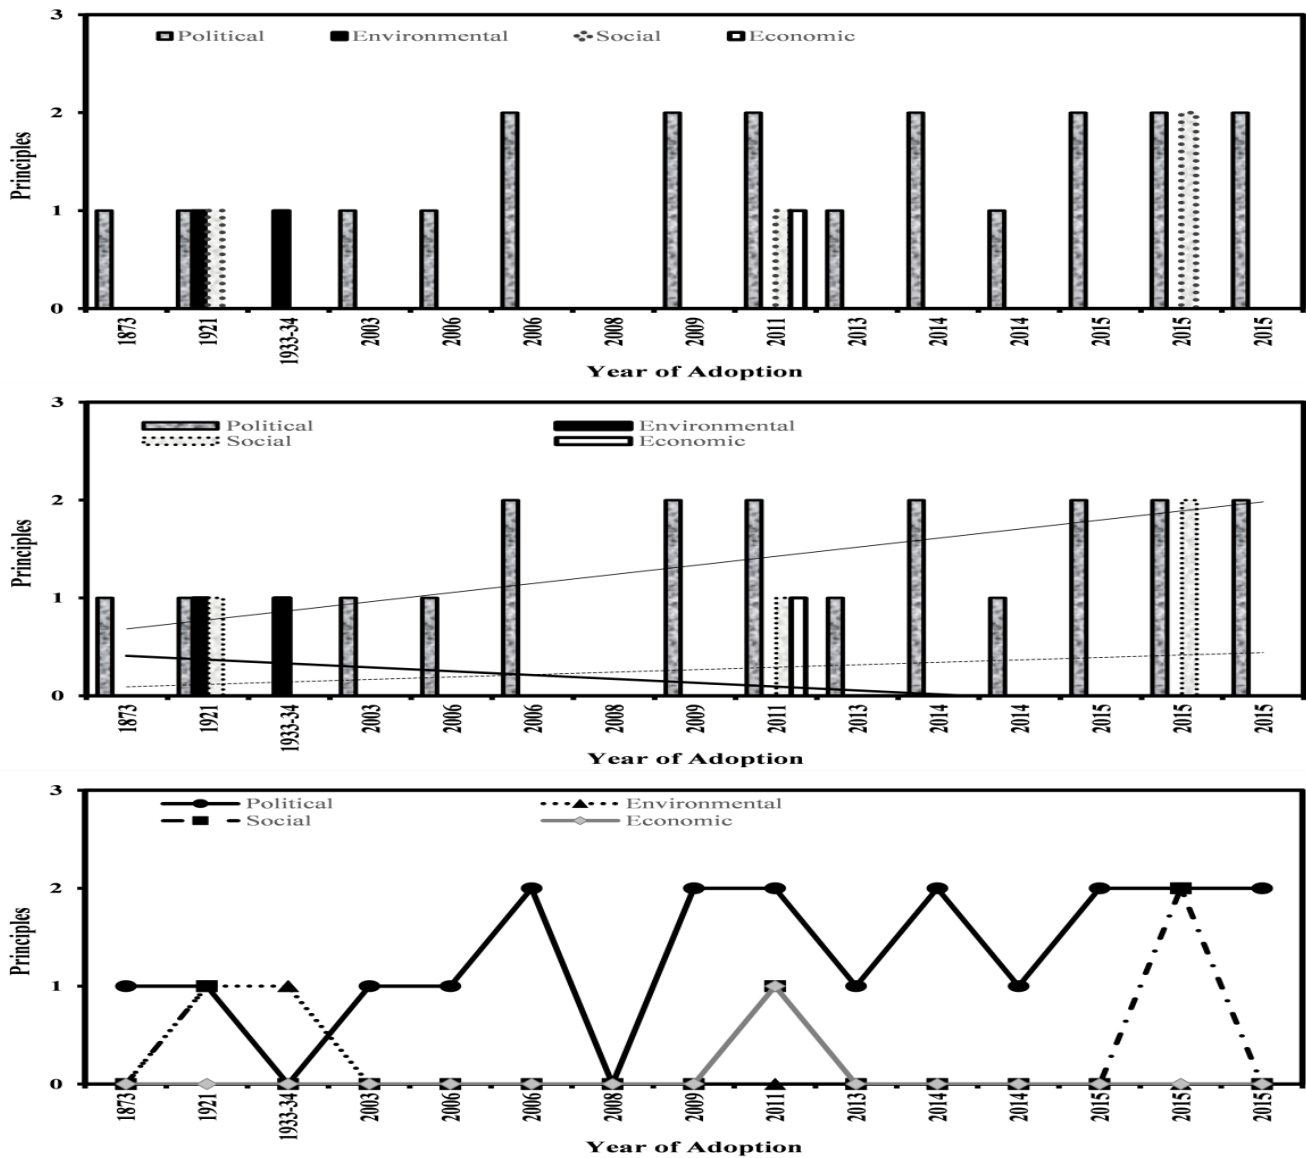 3
Political Environmental Social Economic
2
Principles
1
0
1873 1921 1933-34 2003 2006 2006 2008 2009 2011 2013 2014 2014 2015 2015 2015
Year of Adoption
3
Political Environmental
Social Economic
2
Principles
1
0
1873 1921 1933-34 2003 2006 2006 2008 2009 2011 2013 2014 2014 2015 2015 2015
Year of Adoption
3
Political Environmental
Social Economic
2
Principles
1
0
1873 1921 1933-34 2003 2006 2006 2008 2009 2011 2013 2014 2014 2015 2015 2015
Year of Adoption